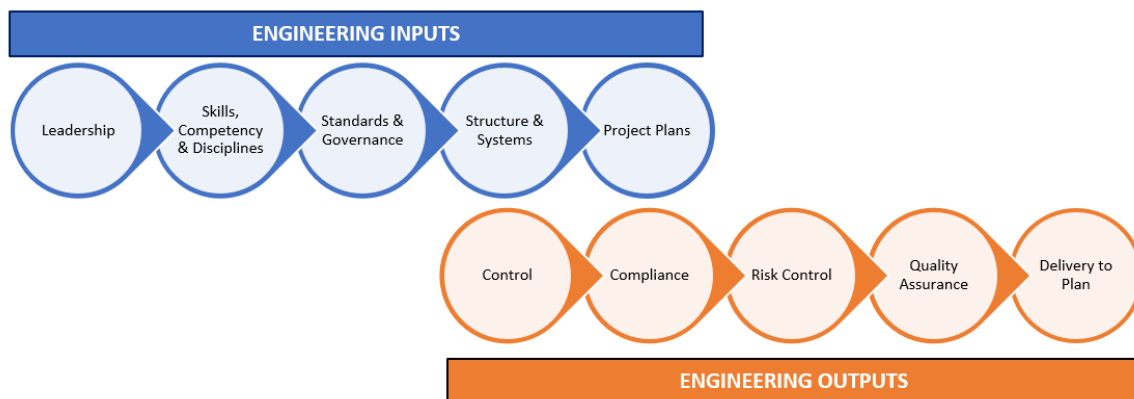 ENGINEERING INPUTS
Leadership
Skills,
Competency
& Disciplines
Standards &
Governance
Structure &
Systems
Project Plans
Control
Compliance
Risk Control
Quality
Assurance
Delivery to
Plan
ENGINEERING OUTPUTS